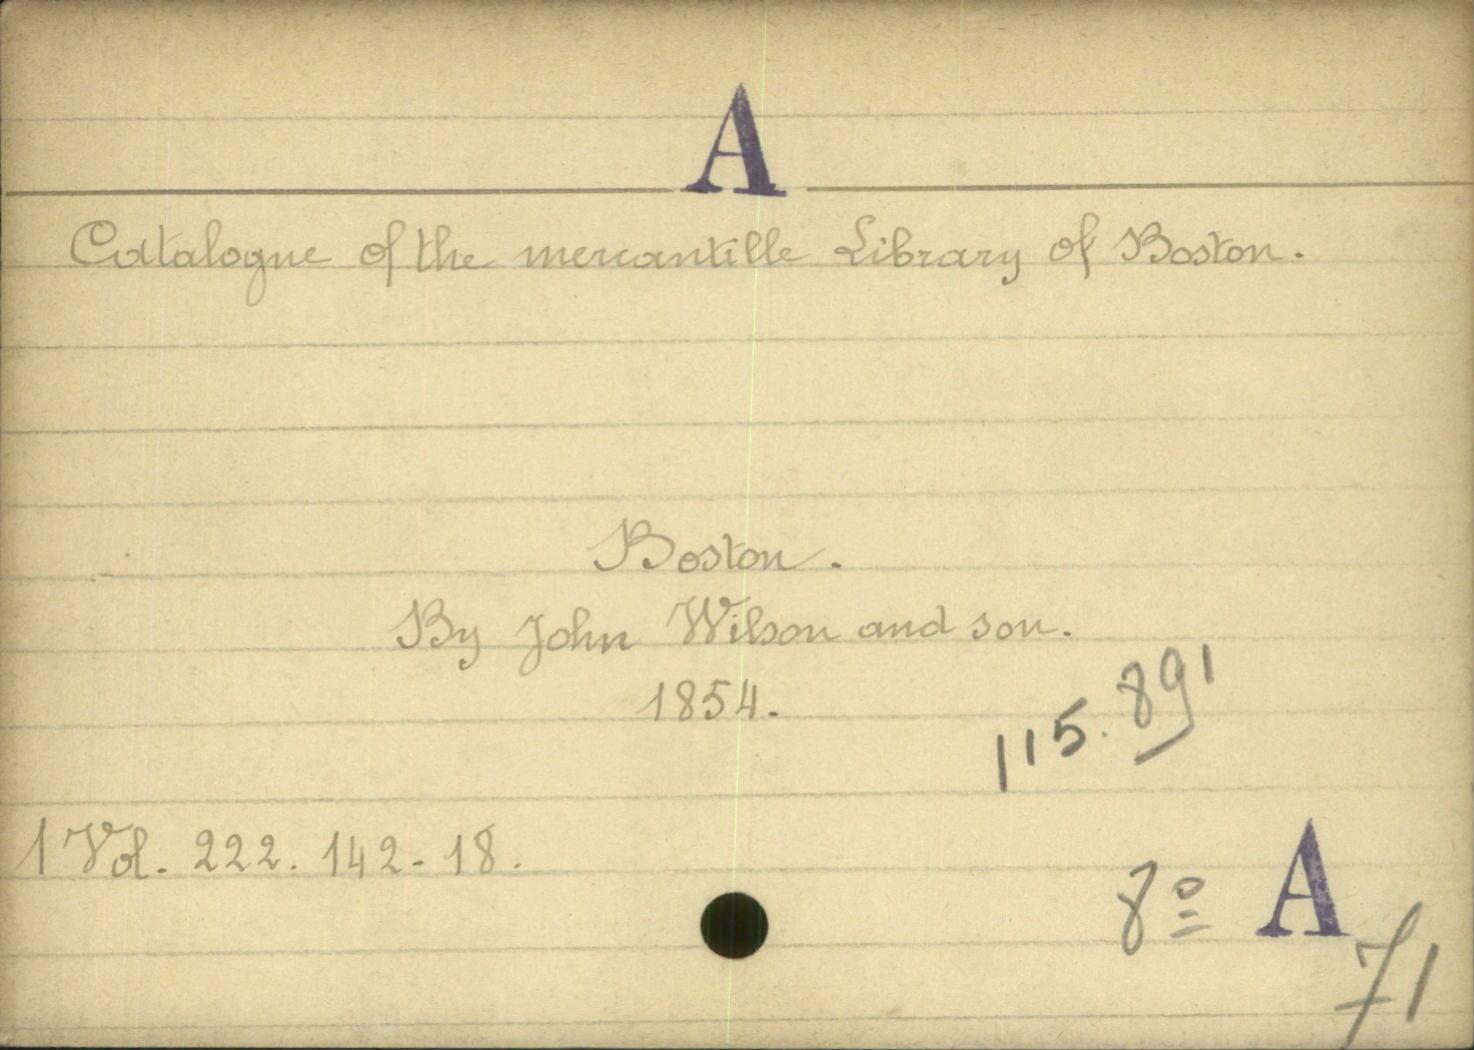 A
Catalogue of the mercantille Library of Boston.
Boston.
By John Wilson and son.
1854.
115.891
1 Vol. 222. 142-18.
8º A
71